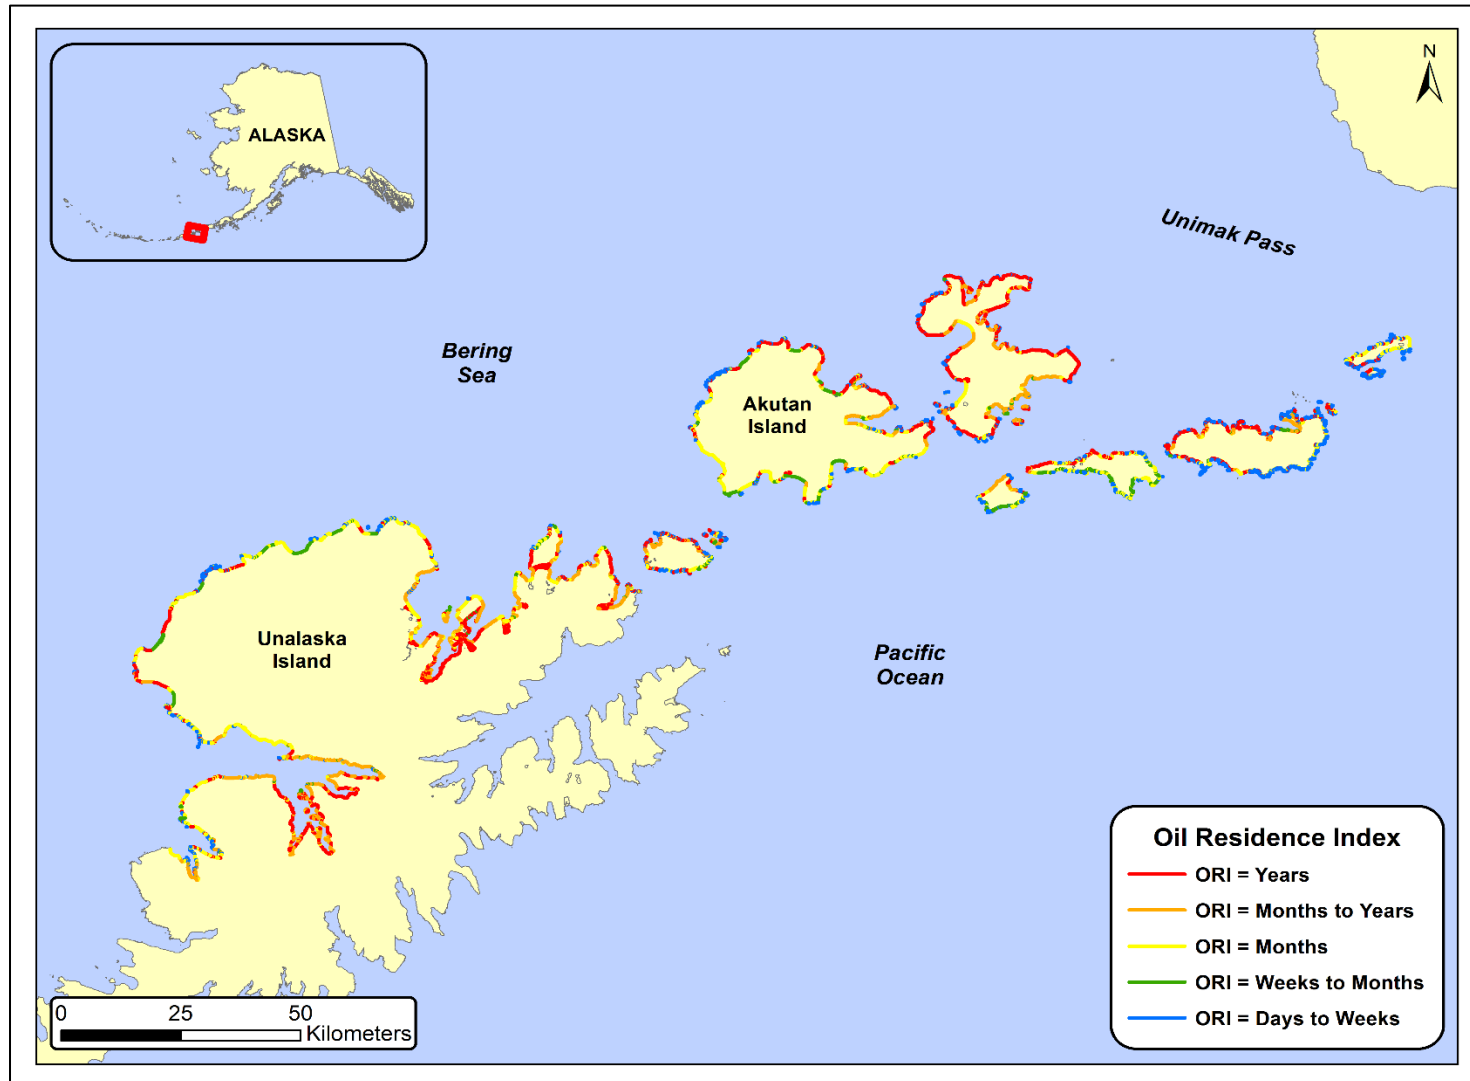 ALASKA
N
Unimak Pass
Bering
Sea
Akutan
Island
Unalaska
Island
Pacific
Ocean
Oil Residence Index
ORI = Years
ORI = Months to Years
ORI = Months
ORI = Weeks to Months
ORI = Days to Weeks
0 25 50
Kilometers